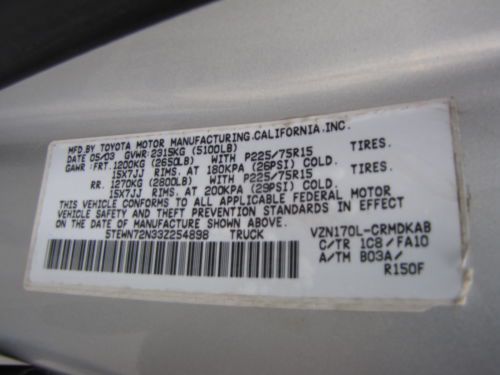 MFD.BY TOYOTA MOTOR MANUFACTURING,CALIFORNIA,INC.
DATE 05/03 GVWR:2315KG (5100LB)
GAWR:FRT.1200KG (2650LB) WITH P225/75R15 TIRES.
15X7JJ RIMS AT 180KPA (26PSI) COLD.
RR. 1270KG (2800LB) WITH P225/75R15 TIRES.
15X7JJ RIMS AT 200KPA (29PSI) COLD.
THIS VEHICLE CONFORMS TO ALL APPLICABLE FEDERAL MOTOR
VEHICLE SAFETY AND THEFT PREVENTION STANDARDS IN EFFECT
ON THE DATE OF MANUFACTURE SHOWN ABOVE.
5TEWN72N33Z254898 TRUCK VZN170L-CRMDKAB
C/TR 1C8/FA10
A/TM B03A/
R150F